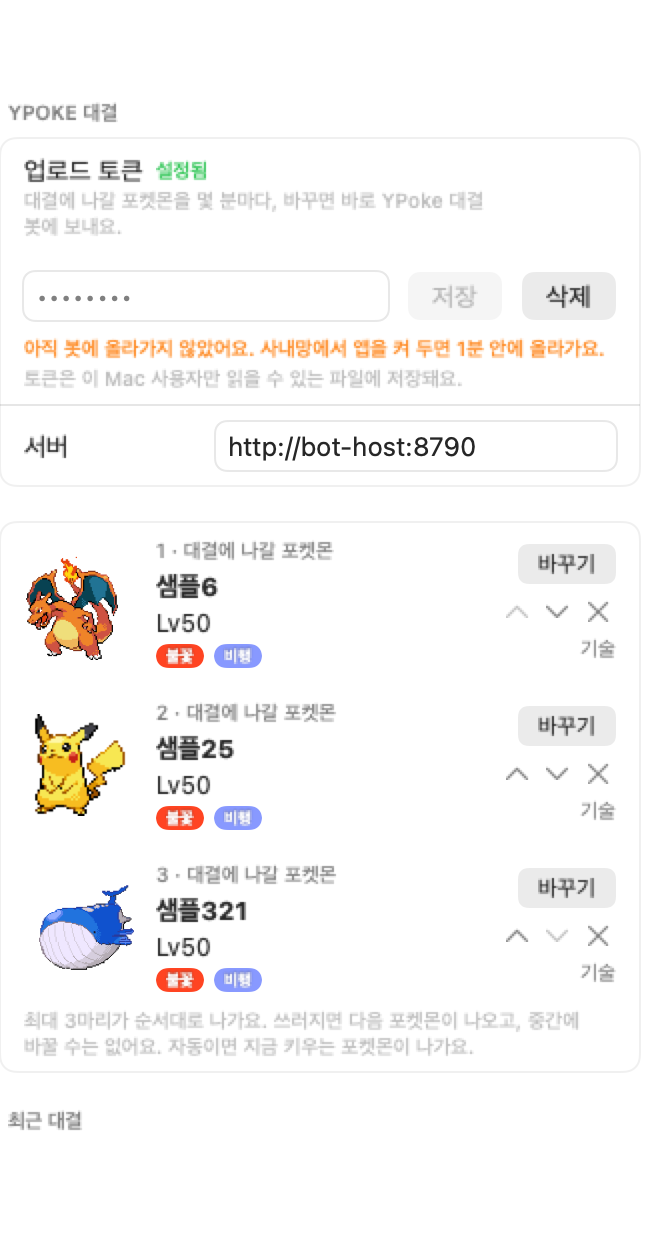 YPOKE 대결
업로드 토큰 설정됨
대결에 나갈 포켓몬을 몇 분마다, 바꾸면 바로 YPoke 대결
봇에 보내요.
저장 삭제
아직 봇에 올라가지 않았어요. 사내망에서 앱을 켜 두면 1분 안에 올라가요.
토큰은 이 Mac 사용자만 읽을 수 있는 파일에 저장돼요.
서버 http://bot-host:8790
1 · 대결에 나갈 포켓몬
바꾸기
샘플6
Lv50
기술
불꽃 비행
2 · 대결에 나갈 포켓몬
바꾸기
샘플25
Lv50
기술
불꽃 비행
3 · 대결에 나갈 포켓몬
바꾸기
샘플321
Lv50
기술
불꽃 비행
최대 3마리가 순서대로 나가요. 쓰러지면 다음 포켓몬이 나오고, 중간에
바꿀 수는 없어요. 자동이면 지금 키우는 포켓몬이 나가요.
최근 대결